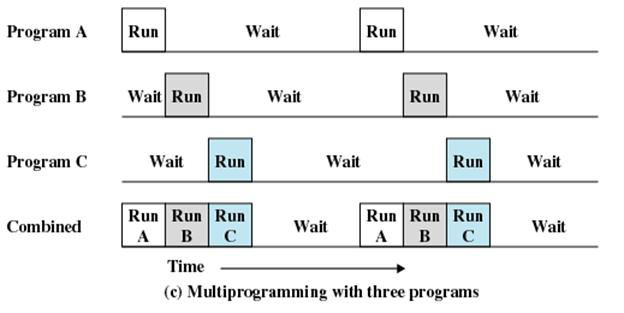 Program A Run Wait Run Wait
Program B Wait Run Wait Run Wait
Program C Wait Run Wait Run Wait
Run Run Run Run Run Run
Combined Wait Wait
A B C A B C
Time
(c) Multiprogramming with three programs